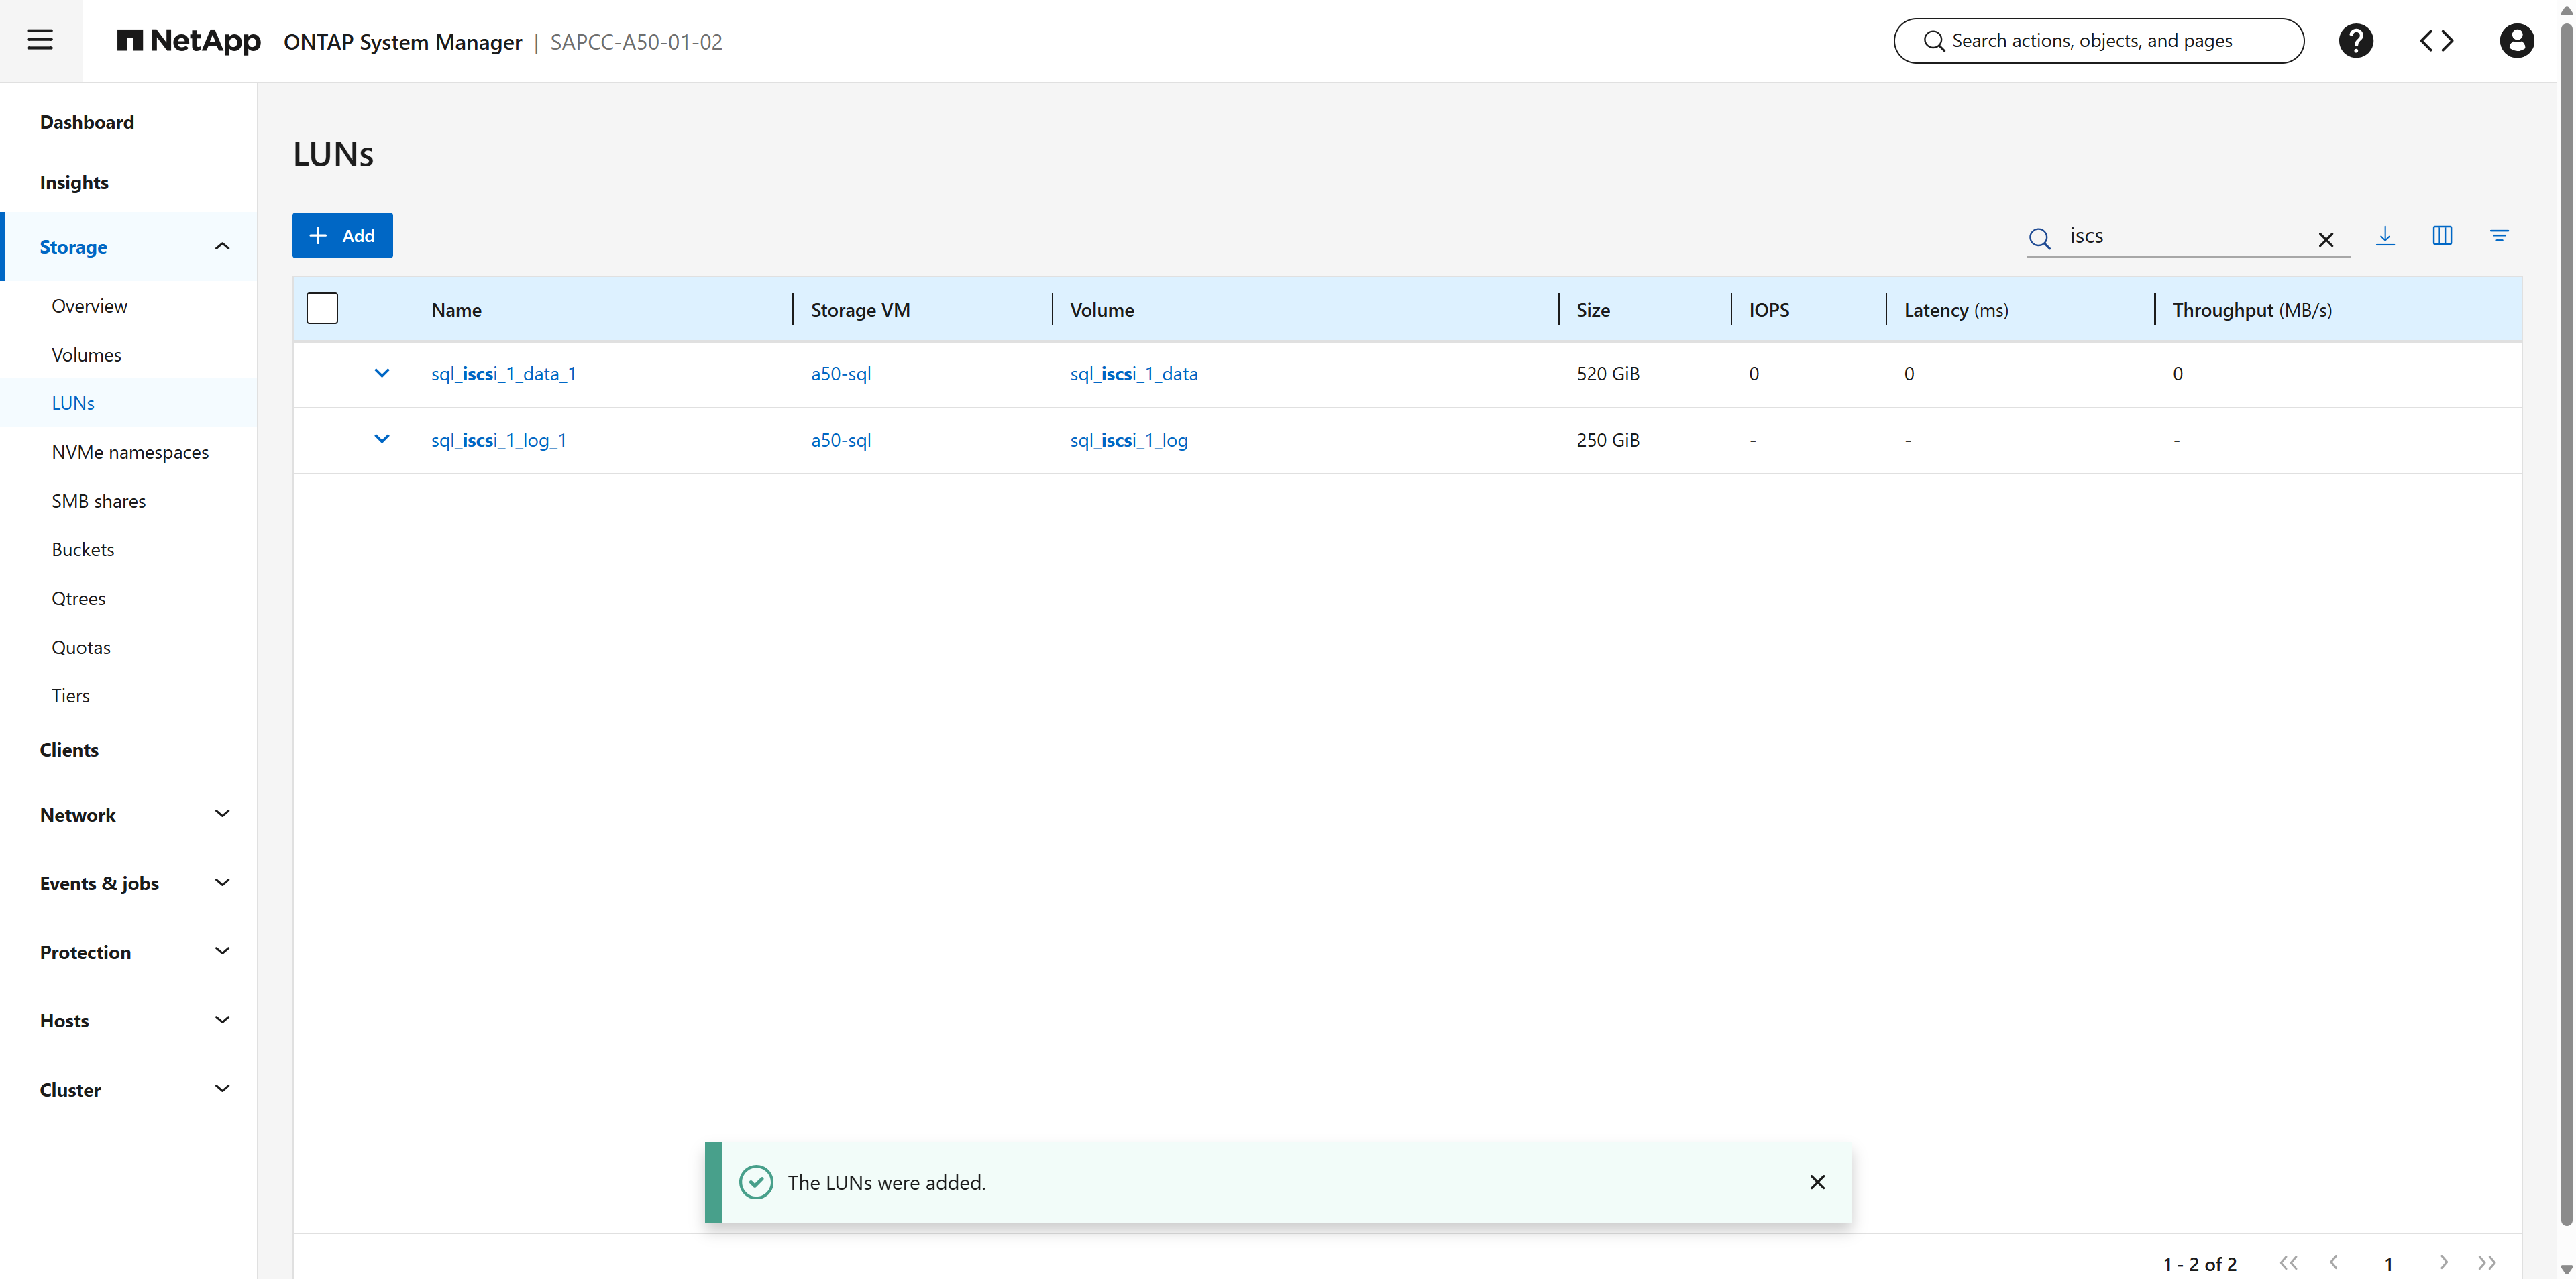 NetApp ONTAP System Manager | SAPCC-A50-01-02
Search actions, objects, and pages
Dashboard
Insights
Storage
Overview
Volumes
LUNs
NVMe namespaces
SMB shares
Buckets
Qtrees
Quotas
Tiers
Clients
Network
Events & jobs
Protection
Hosts
Cluster
LUNs
+ Add
iscs
Name Storage VM Volume Size IOPS Latency (ms) Throughput (MB/s)
sql_iscsi_1_data_1 a50-sql sql_iscsi_1_data 520 GiB 0 0 0
sql_iscsi_1_log_1 a50-sql sql_iscsi_1_log 250 GiB - - -
The LUNs were added.
1 - 2 of 2 << < 1 > >>